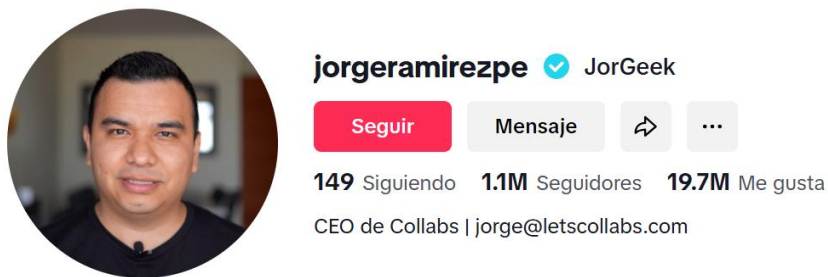 jorgeramirezpe JorGeek
Seguir Mensaje ...
149 Siguiendo 1.1M Seguidores 19.7M Me gusta
CEO de Collabs | jorge@letscollabs.com